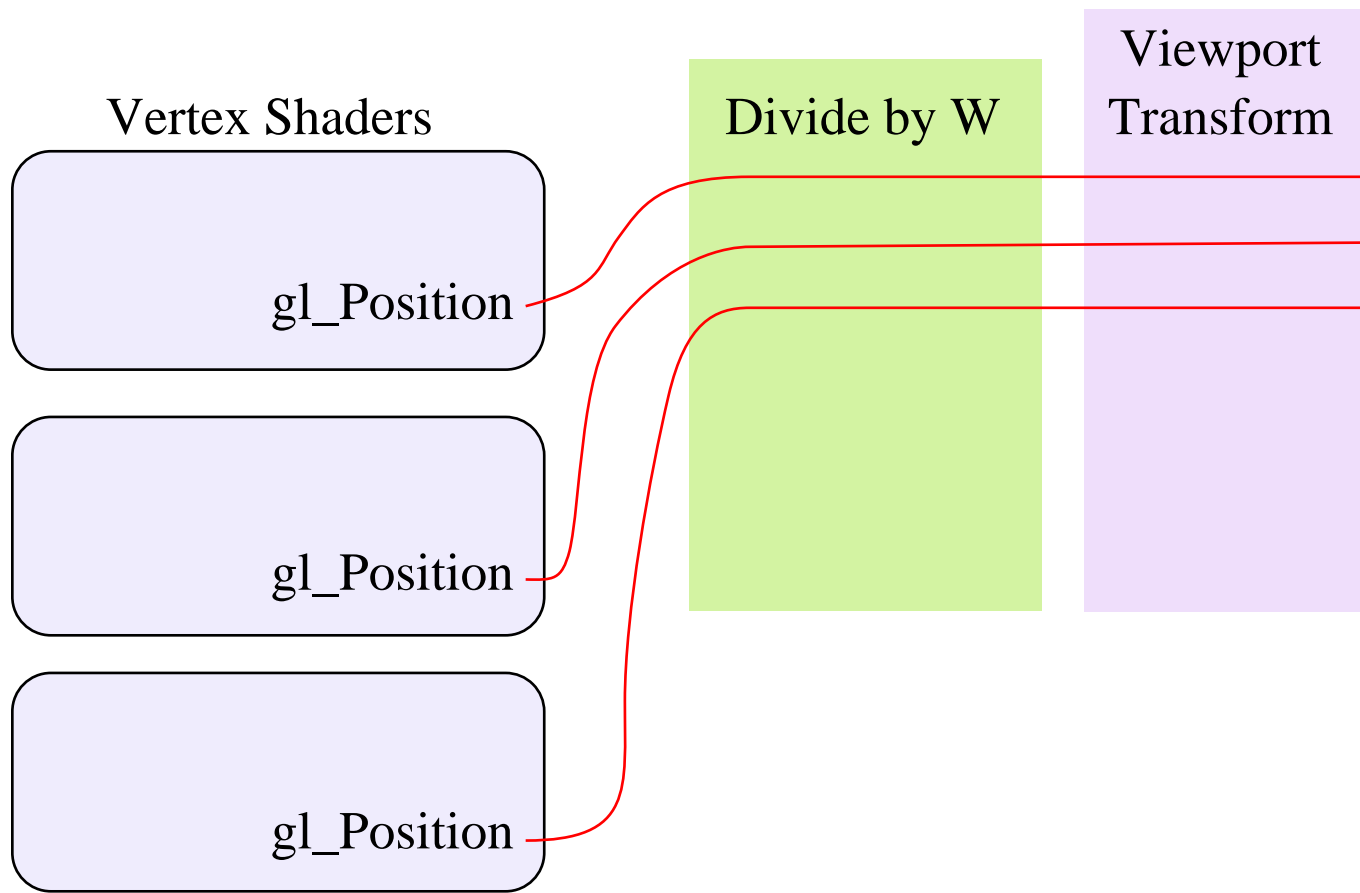 Vertex Shaders
gl_Position
gl_Position
gl_Position
Divide by W
Viewport
Transform